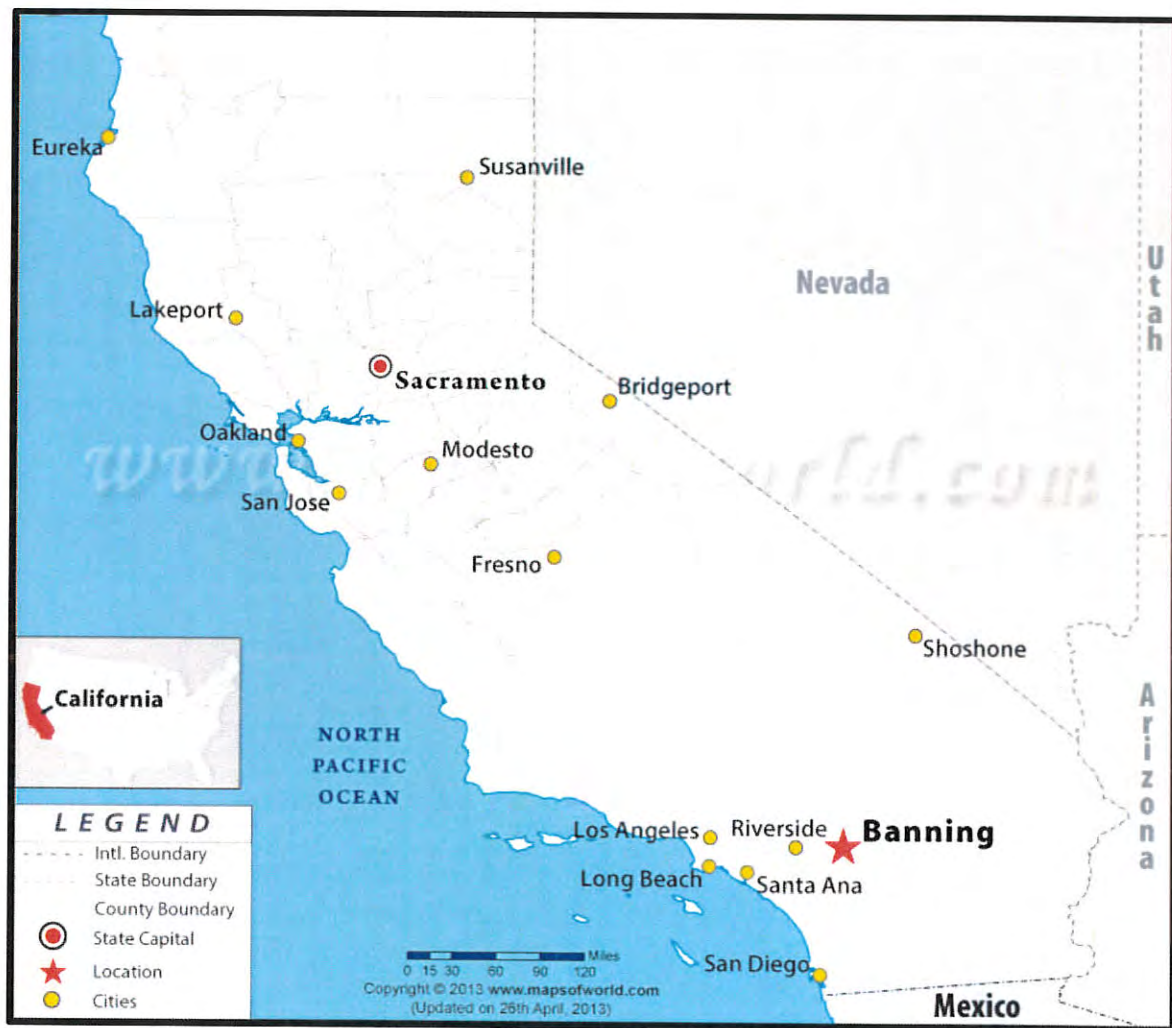 Eureka
Susanville
Nevada
Utah
Lakeport
Sacramento
Bridgeport
Oakland
Modesto
www
rld.com
San Jose
Fresno
Shoshone
California
Arizona
NORTH
PACIFIC
OCEAN
LEGEND
Intl. Boundary
State Boundary
County Boundary
State Capital
Location
Cities
Los Angeles
Riverside
Banning
Long Beach
Santa Ana
San Diego
Mexico
Miles
0 15 30 60 90 120
Copyright © 2013 www.mapsofworld.com
(Updated on 26th April, 2013)